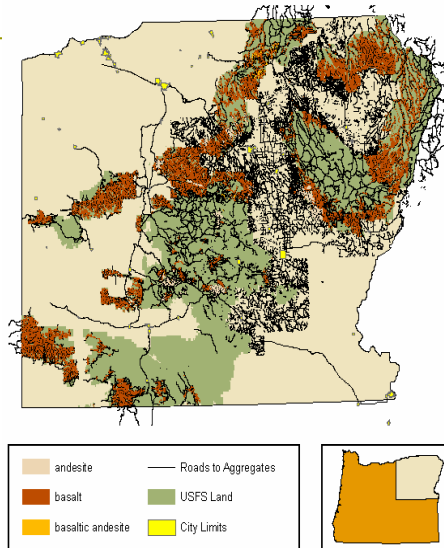 andesite
basalt
basaltic andesite
Roads to Aggregates
USFS Land
City Limits